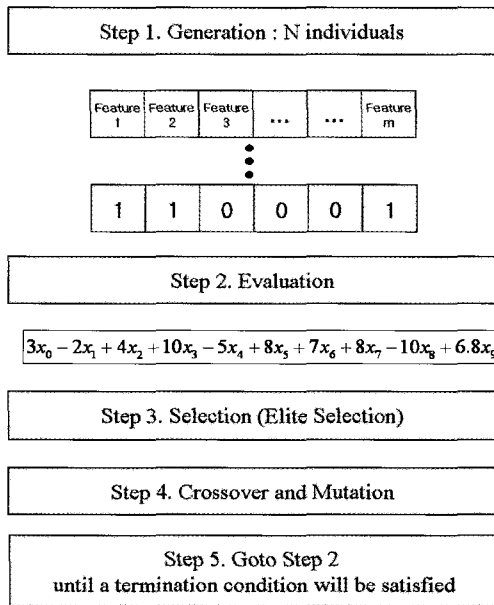 Step 1. Generation : N individuals
Feature 1 Feature 2 Feature 3 ... ... Feature m
1 1 0 0 0 1
Step 2. Evaluation
3x₀ − 2x₁ + 4x₂ + 10x₃ − 5x₄ + 8x₅ + 7x₆ + 8x₇ − 10x₈ + 6.8x₉
Step 3. Selection (Elite Selection)
Step 4. Crossover and Mutation
Step 5. Goto Step 2
until a termination condition will be satisfied